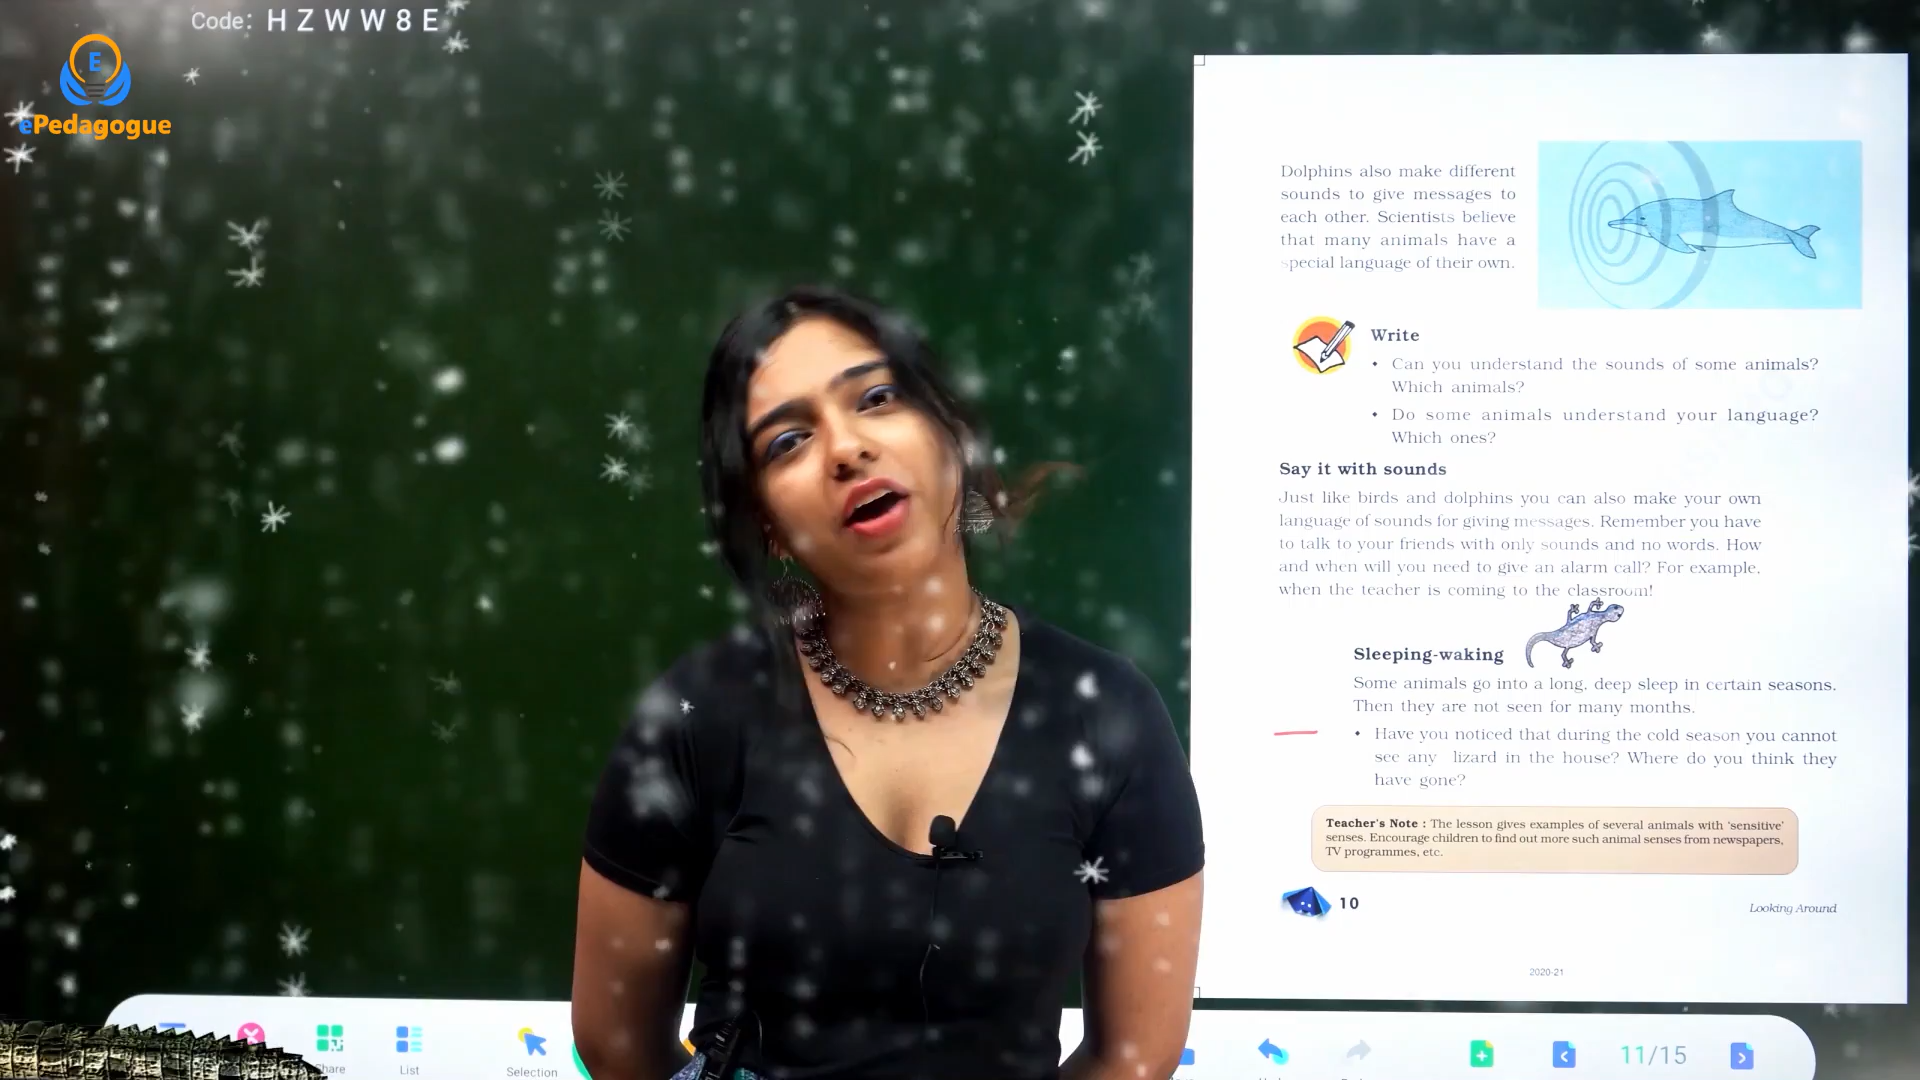 Code: HZWW8E
E
ePedagogue
Dolphins also make different
sounds to give messages to
each other. Scientists believe
that many animals have a
special language of their own.
Write
• Can you understand the sounds of some animals?
Which animals?
• Do some animals understand your language?
Which ones?
Say it with sounds
Just like birds and dolphins you can also make your own
language of sounds for giving messages. Remember you have
to talk to your friends with only sounds and no words. How
and when will you need to give an alarm call? For example,
when the teacher is coming to the classroom!
Sleeping-waking
Some animals go into a long, deep sleep in certain seasons.
Then they are not seen for many months.
• Have you noticed that during the cold season you cannot
see any lizard in the house? Where do you think they
have gone?
Teacher's Note : The lesson gives examples of several animals with 'sensitive'
senses. Encourage children to find out more such animal senses from newspapers,
TV programmes, etc.
10
Looking Around
2020-21
List
Selection
11/15